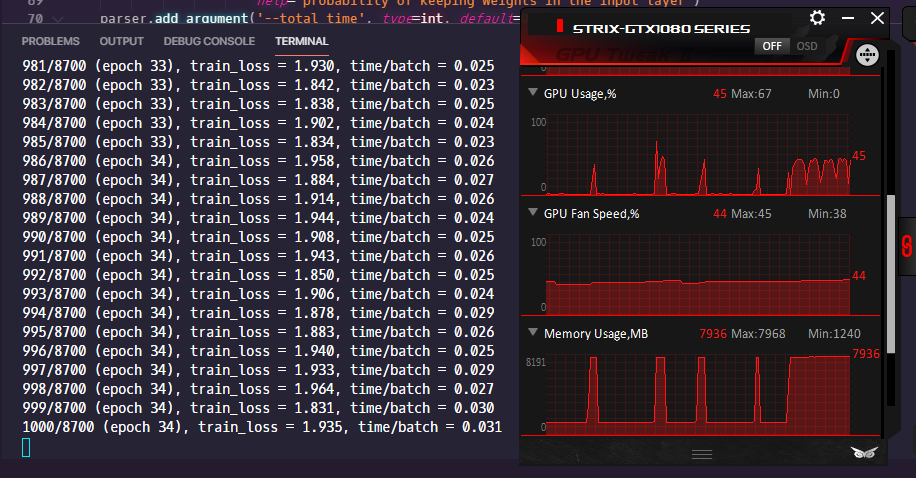 69 help='probability of keeping weights in the input layer')
70 parser.add_argument('--total_time', type=int, default=
PROBLEMS OUTPUT DEBUG CONSOLE TERMINAL
981/8700 (epoch 33), train_loss = 1.930, time/batch = 0.025
982/8700 (epoch 33), train_loss = 1.842, time/batch = 0.023
983/8700 (epoch 33), train_loss = 1.838, time/batch = 0.025
984/8700 (epoch 33), train_loss = 1.902, time/batch = 0.024
985/8700 (epoch 33), train_loss = 1.834, time/batch = 0.023
986/8700 (epoch 34), train_loss = 1.958, time/batch = 0.026
987/8700 (epoch 34), train_loss = 1.884, time/batch = 0.027
988/8700 (epoch 34), train_loss = 1.914, time/batch = 0.026
989/8700 (epoch 34), train_loss = 1.944, time/batch = 0.024
990/8700 (epoch 34), train_loss = 1.908, time/batch = 0.025
991/8700 (epoch 34), train_loss = 1.943, time/batch = 0.026
992/8700 (epoch 34), train_loss = 1.850, time/batch = 0.025
993/8700 (epoch 34), train_loss = 1.906, time/batch = 0.024
994/8700 (epoch 34), train_loss = 1.878, time/batch = 0.029
995/8700 (epoch 34), train_loss = 1.883, time/batch = 0.026
996/8700 (epoch 34), train_loss = 1.940, time/batch = 0.025
997/8700 (epoch 34), train_loss = 1.933, time/batch = 0.029
998/8700 (epoch 34), train_loss = 1.964, time/batch = 0.027
999/8700 (epoch 34), train_loss = 1.831, time/batch = 0.030
1000/8700 (epoch 34), train_loss = 1.935, time/batch = 0.031
STRIX-GTX1080 SERIES
OFF OSD
GPU Tweak II
0
GPU Usage,% 45 Max:67 Min:0
100
45
0
GPU Fan Speed,% 44 Max:45 Min:38
100
44
0
Memory Usage,MB 7936 Max:7968 Min:1240
8191
7936
0